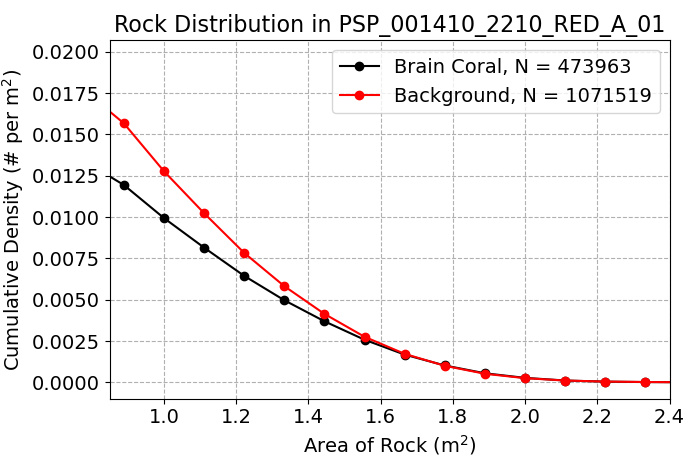 Rock Distribution in PSP_001410_2210_RED_A_01
Brain Coral, N = 473963
Background, N = 1071519
Cumulative Density (# per m²)
0.0200
0.0175
0.0150
0.0125
0.0100
0.0075
0.0050
0.0025
0.0000
1.0 1.2 1.4 1.6 1.8 2.0 2.2 2.4
Area of Rock (m²)